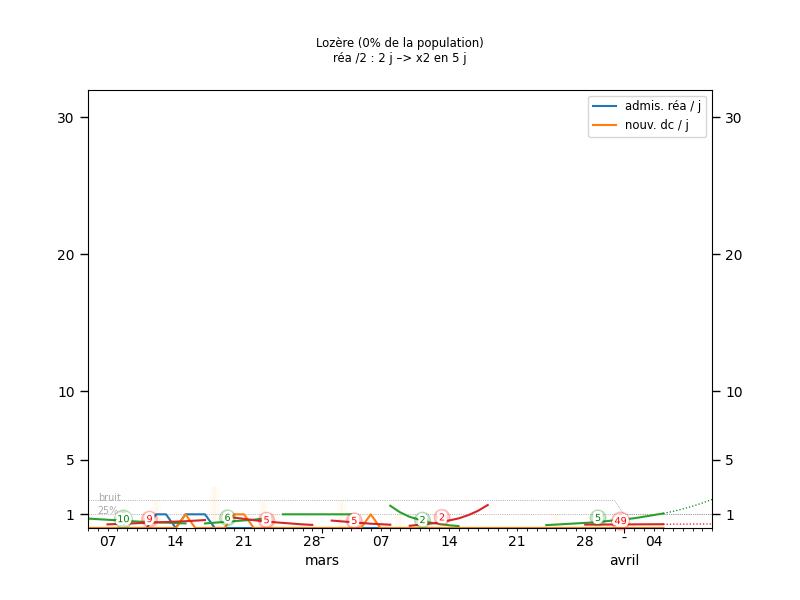 Lozère (0% de la population)
réa /2 : 2 j –> x2 en 5 j
admis. réa / j
nouv. dc / j
30 30
20 20
10 10
5 5
bruit
25%
1 10 9 6 5 5 2 2 5 49 1
07 14 21 28 07 14 21 28 04
mars avril